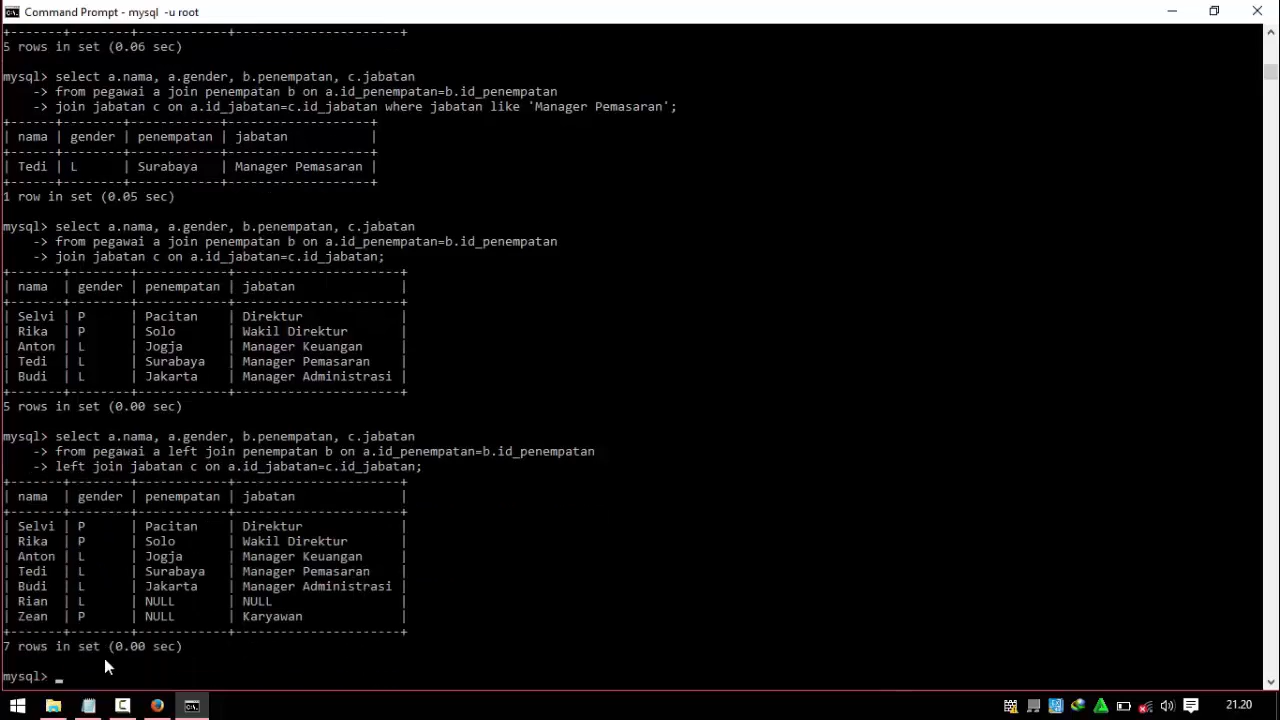 Command Prompt - mysql  -u root
+-------+--------+------------+----------------------+
5 rows in set (0.06 sec)
mysql> select a.nama, a.gender, b.penempatan, c.jabatan
    -> from pegawai a join penempatan b on a.id_penempatan=b.id_penempatan
    -> join jabatan c on a.id_jabatan=c.id_jabatan where jabatan like 'Manager Pemasaran';
+------+--------+------------+-------------------+
| nama | gender | penempatan | jabatan           |
+------+--------+------------+-------------------+
| Tedi | L      | Surabaya   | Manager Pemasaran |
+------+--------+------------+-------------------+
1 row in set (0.05 sec)
mysql> select a.nama, a.gender, b.penempatan, c.jabatan
    -> from pegawai a join penempatan b on a.id_penempatan=b.id_penempatan
    -> join jabatan c on a.id_jabatan=c.id_jabatan;
+-------+--------+------------+----------------------+
| nama  | gender | penempatan | jabatan              |
+-------+--------+------------+----------------------+
| Selvi | P      | Pacitan    | Direktur             |
| Rika  | P      | Solo       | Wakil Direktur       |
| Anton | L      | Jogja      | Manager Keuangan     |
| Tedi  | L      | Surabaya   | Manager Pemasaran    |
| Budi  | L      | Jakarta    | Manager Administrasi |
+-------+--------+------------+----------------------+
5 rows in set (0.00 sec)
mysql> select a.nama, a.gender, b.penempatan, c.jabatan
    -> from pegawai a left join penempatan b on a.id_penempatan=b.id_penempatan
    -> left join jabatan c on a.id_jabatan=c.id_jabatan;
+-------+--------+------------+----------------------+
| nama  | gender | penempatan | jabatan              |
+-------+--------+------------+----------------------+
| Selvi | P      | Pacitan    | Direktur             |
| Rika  | P      | Solo       | Wakil Direktur       |
| Anton | L      | Jogja      | Manager Keuangan     |
| Tedi  | L      | Surabaya   | Manager Pemasaran    |
| Budi  | L      | Jakarta    | Manager Administrasi |
| Rian  | L      | NULL       | NULL                 |
| Zean  | P      | NULL       | Karyawan             |
+-------+--------+------------+----------------------+
7 rows in set (0.00 sec)
mysql> _
21.20